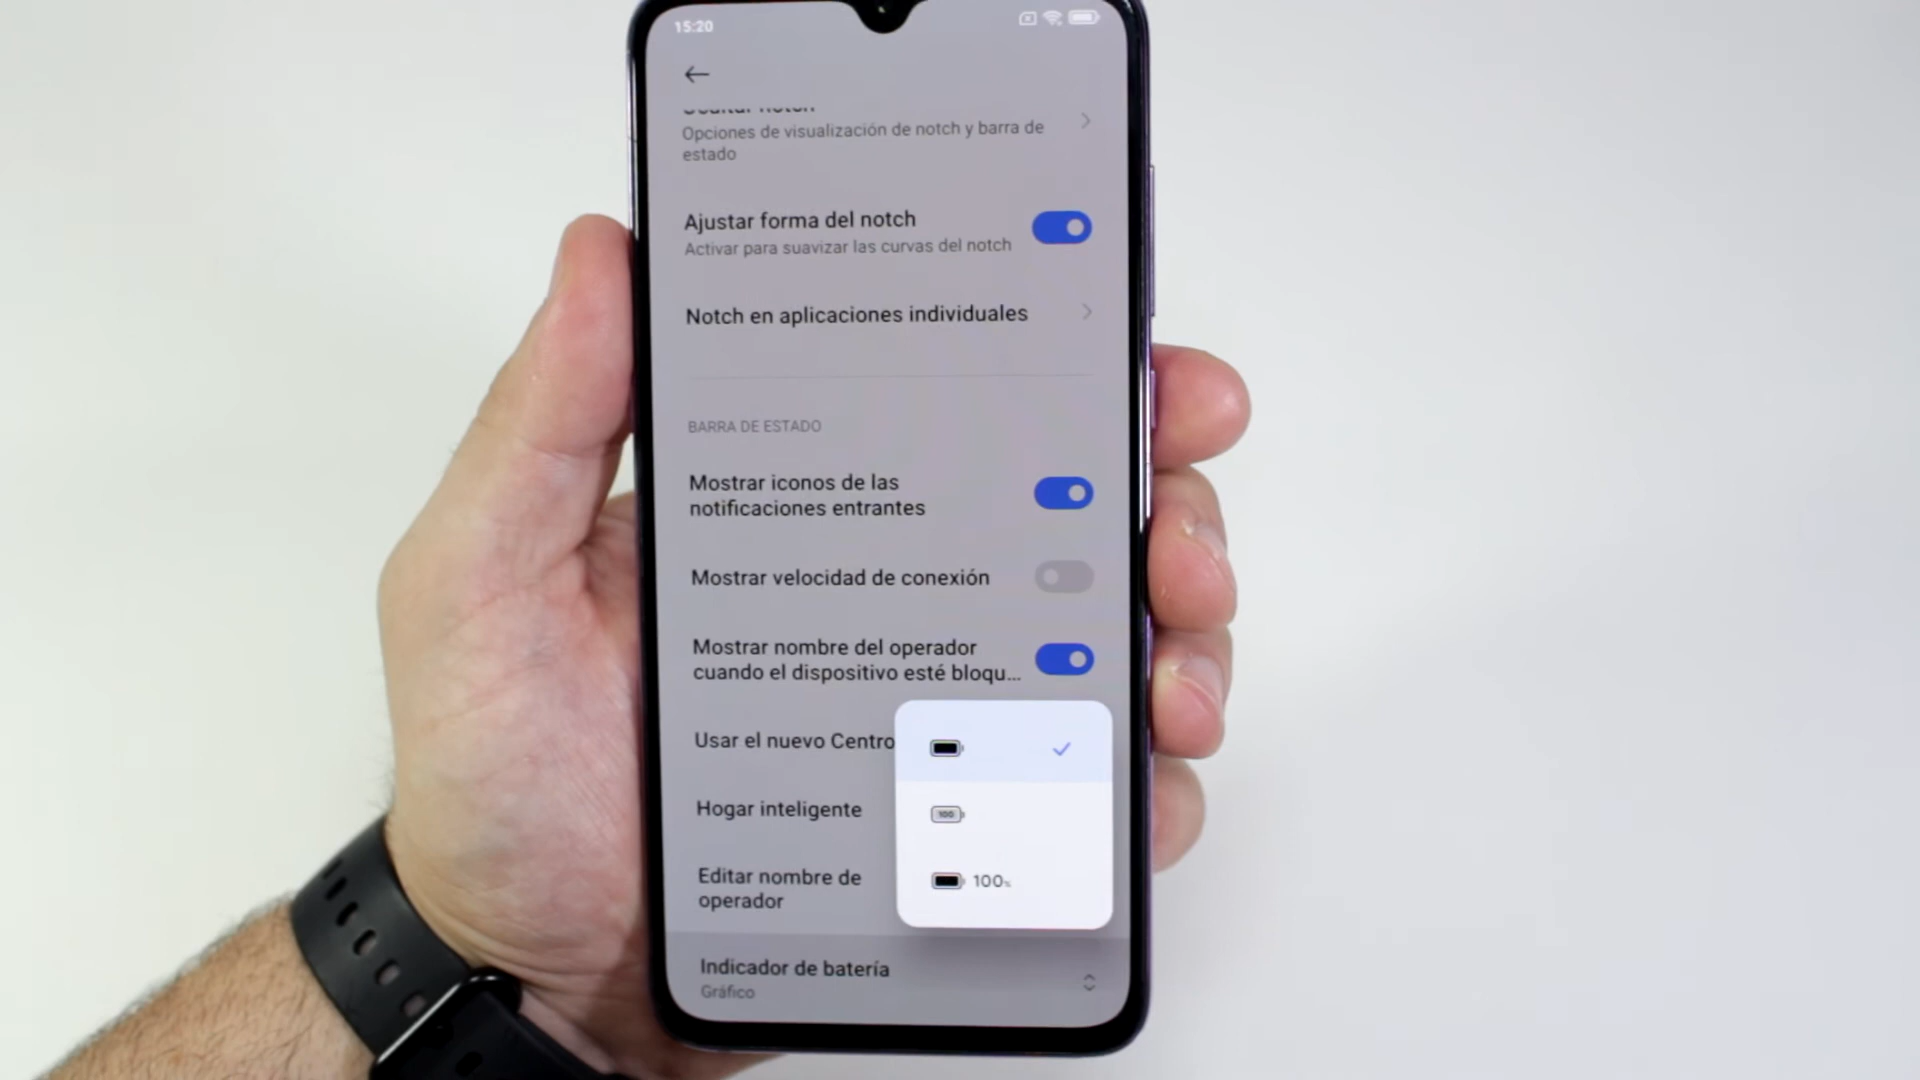 15:20
Ocultar notch
Opciones de visualización de notch y barra de
estado
Ajustar forma del notch
Activar para suavizar las curvas del notch
Notch en aplicaciones individuales
BARRA DE ESTADO
Mostrar iconos de las
notificaciones entrantes
Mostrar velocidad de conexión
Mostrar nombre del operador
cuando el dispositivo esté bloqu...
Usar el nuevo Centro
Hogar inteligente
100
Editar nombre de
operador
100%
Indicador de batería
Gráfico